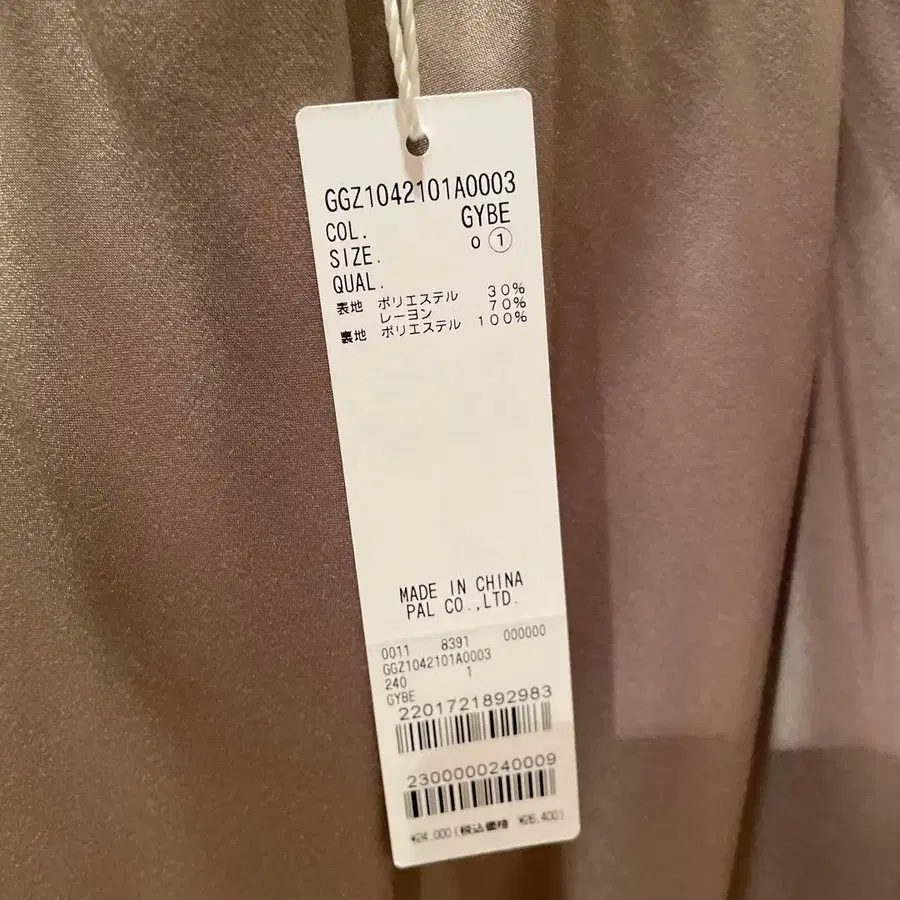 GGZ1042101A0003
COL. GYBE
SIZE. 0 ①
QUAL.
表地 ポリエステル 30%
レーヨン 70%
裏地 ポリエステル 100%
MADE IN CHINA
PAL CO.,LTD.
0011 8391 000000
GGZ1042101A0003
240 1
GYBE
2201721892983
2300000240009
¥24,000(税込価格 ¥26,400)